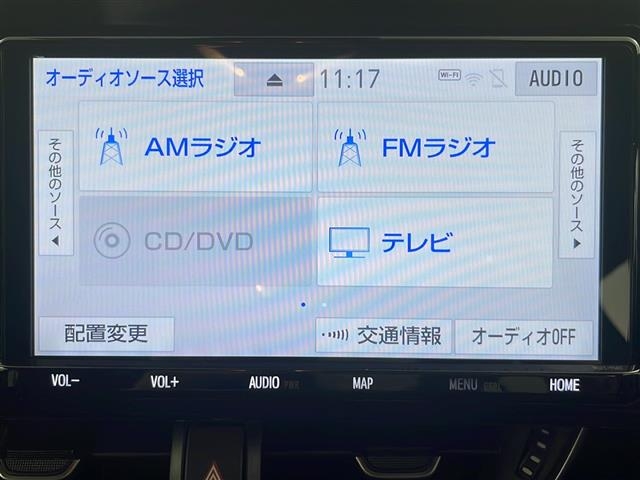 オーディオソース選択
11:17
Wi-Fi
AUDIO
その他のソース
AMラジオ
FMラジオ
その他のソース
CD/DVD
テレビ
配置変更
交通情報
オーディオOFF
VOL−
VOL+
AUDIO PWR
MAP
MENU
HOME